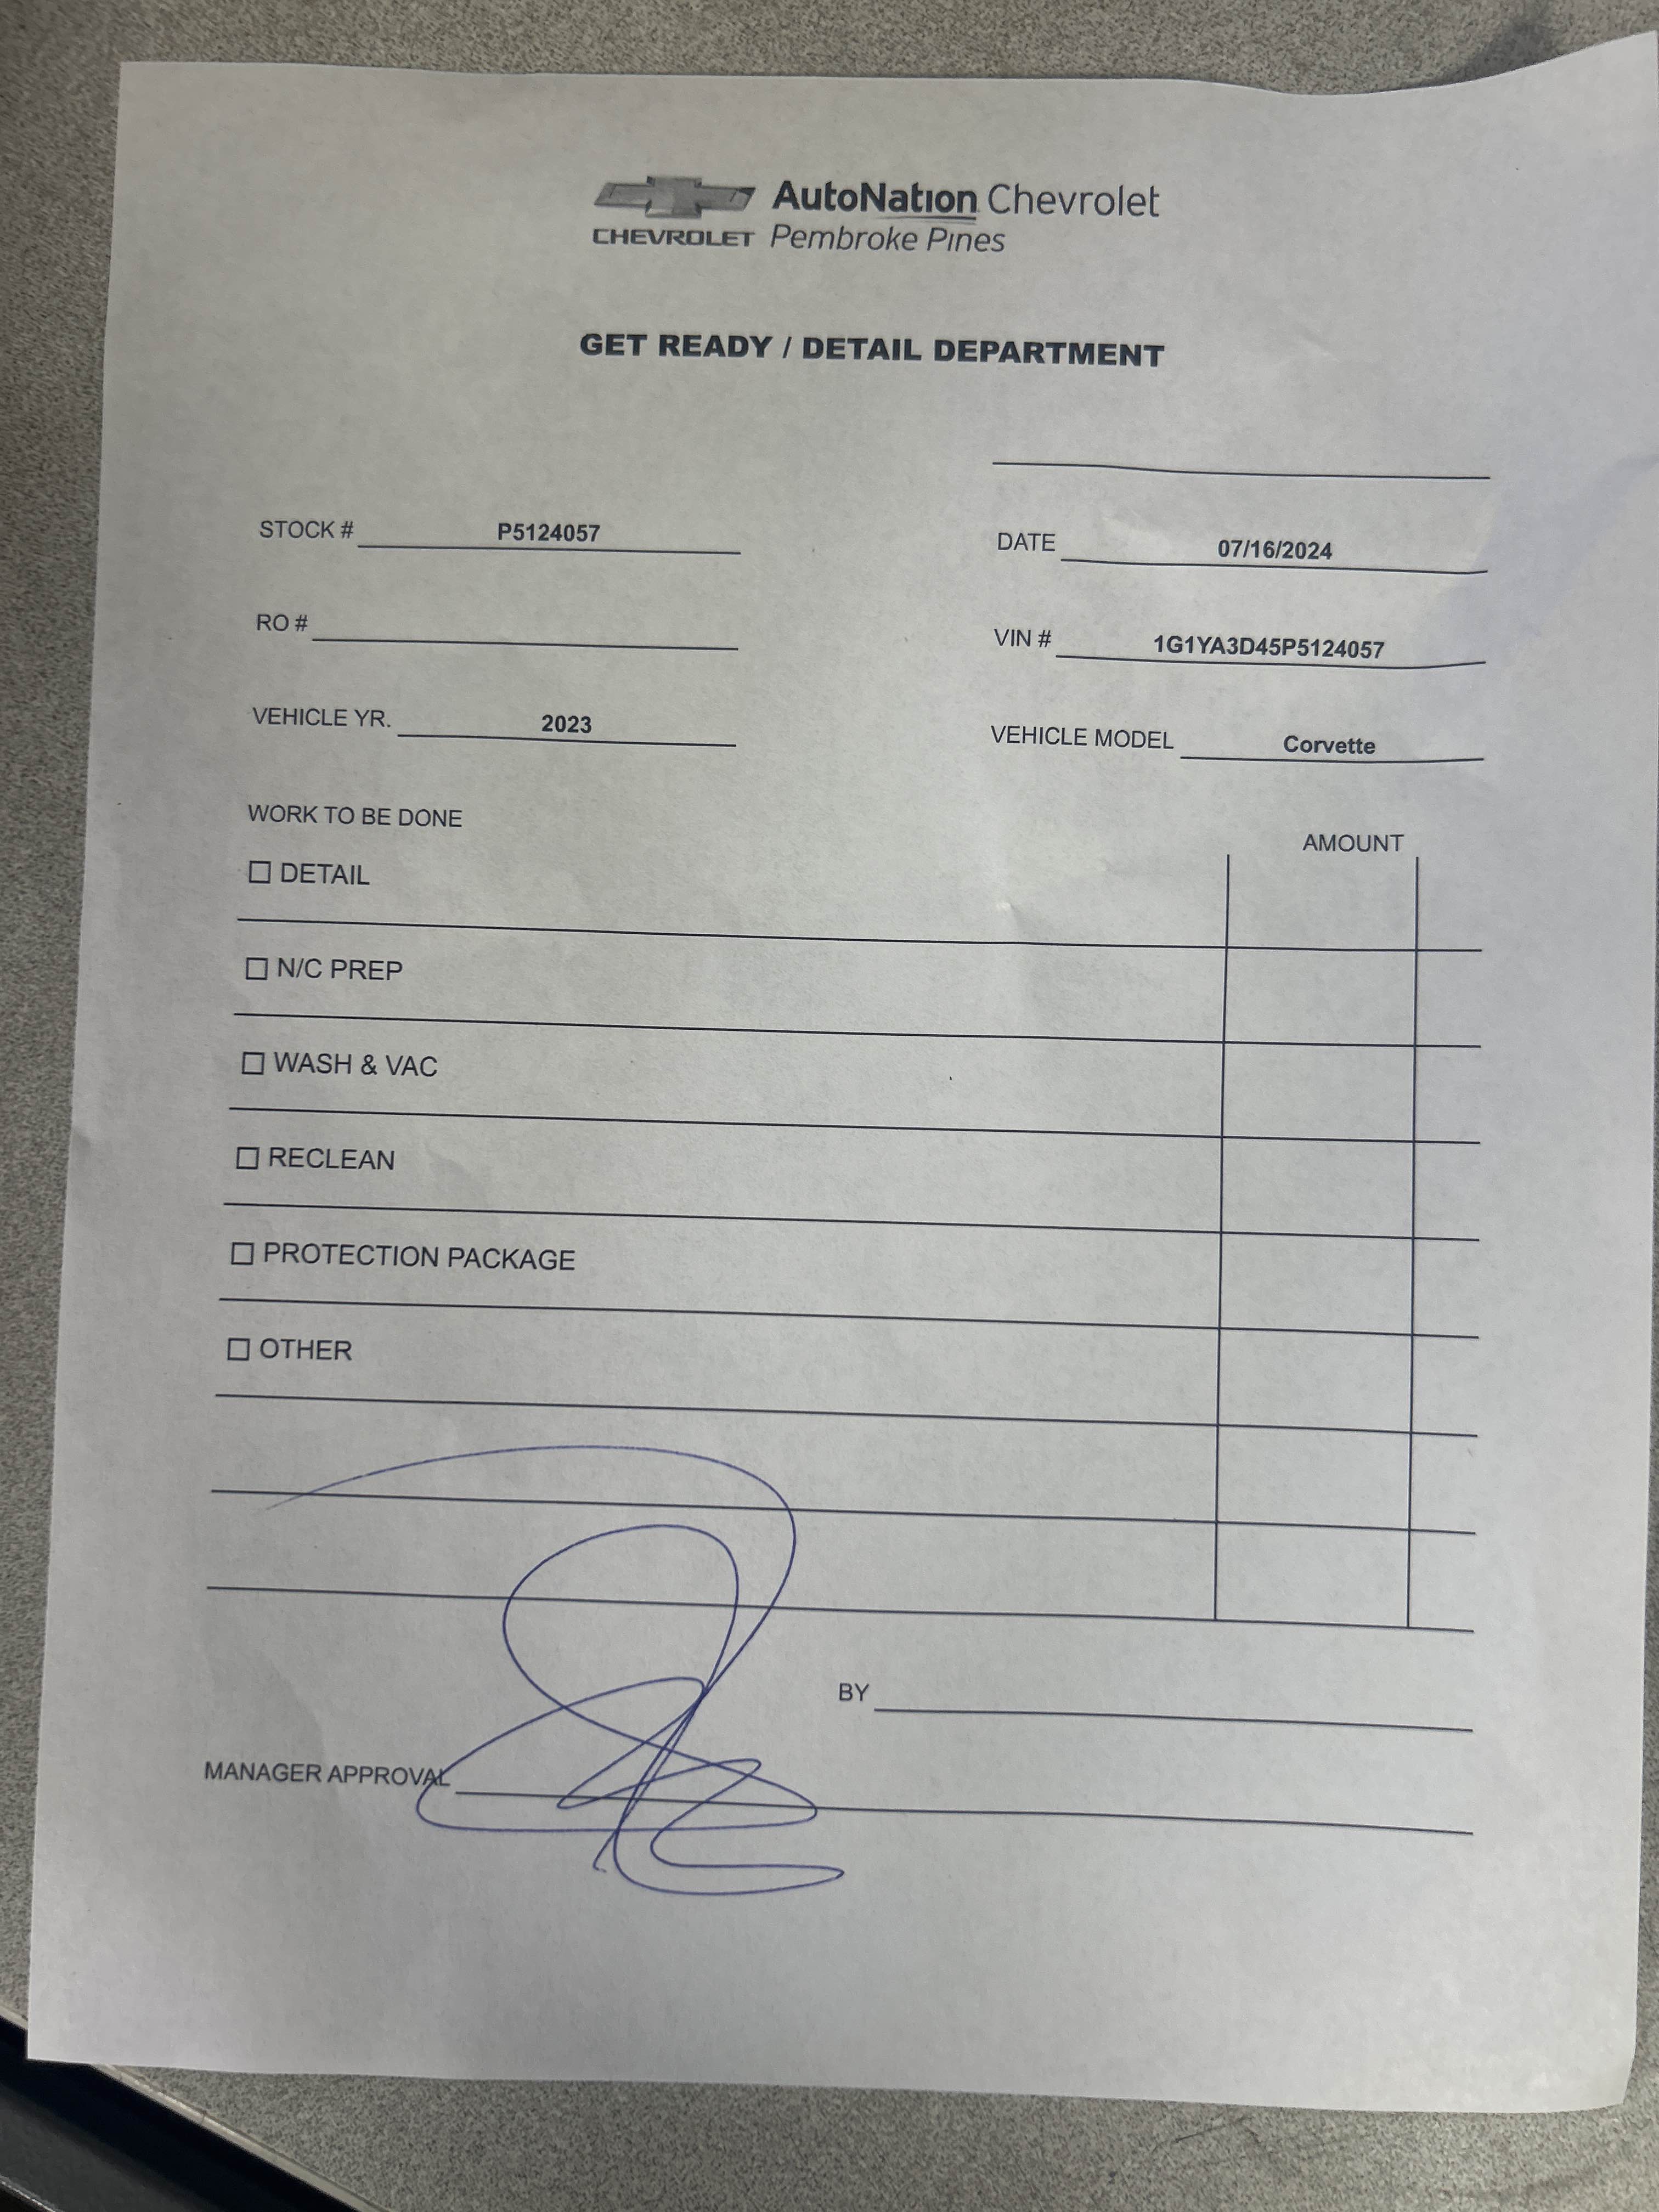 AutoNation Chevrolet
CHEVROLET Pembroke Pines
GET READY / DETAIL DEPARTMENT
STOCK # P5124057
DATE 07/16/2024
RO #
VIN # 1G1YA3D45P5124057
VEHICLE YR. 2023
VEHICLE MODEL Corvette
WORK TO BE DONE
AMOUNT
☐ DETAIL
☐ N/C PREP
☐ WASH & VAC
☐ RECLEAN
☐ PROTECTION PACKAGE
☐ OTHER
BY
MANAGER APPROVAL